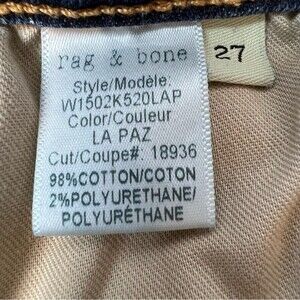 rag & bone
Style/Modèle:
W1502K520LAP
Color/Couleur
LA PAZ
Cut/Coupe#: 18936
98%COTTON/COTON
2%POLYURETHANE/
POLYURÉTHANE
27